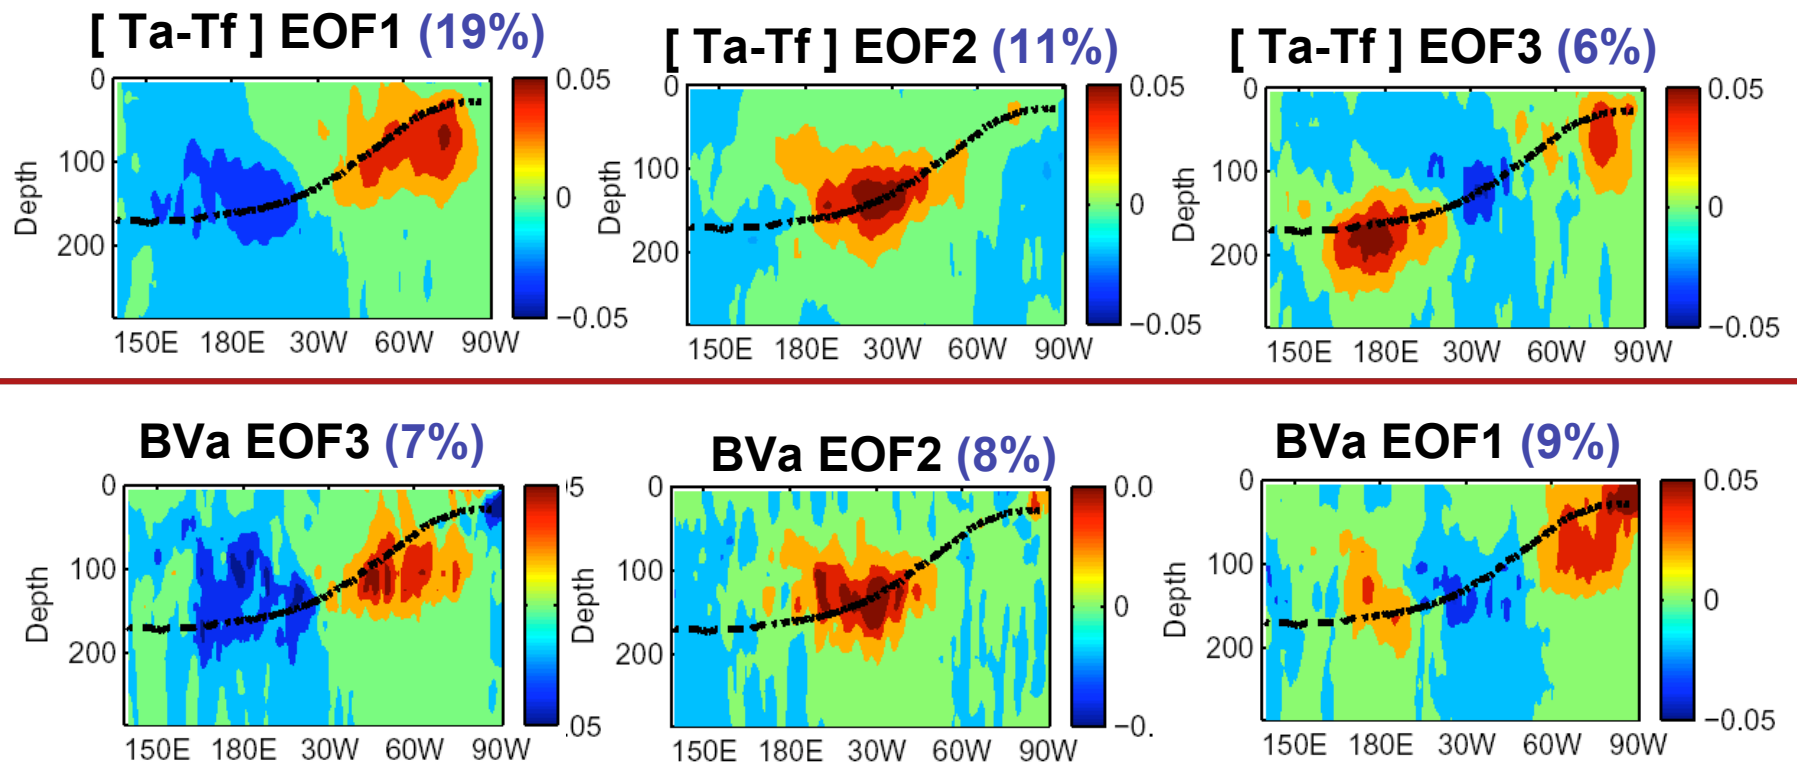 [ Ta-Tf ] EOF1 (19%)
0
100
200
Depth
150E 180E 30W 60W 90W
0.05
0
−0.05
[ Ta-Tf ] EOF2 (11%)
0
100
200
Depth
150E 180E 30W 60W 90W
0.05
0
−0.05
[ Ta-Tf ] EOF3 (6%)
0
100
200
Depth
150E 180E 30W 60W 90W
0.05
0
−0.05
BVa EOF3 (7%)
0
100
200
Depth
150E 180E 30W 60W 90W
.05
BVa EOF2 (8%)
0
100
200
Depth
150E 180E 30W 60W 90W
0.0
0
−0.
BVa EOF1 (9%)
0
100
200
Depth
150E 180E 30W 60W 90W
0.05
0
−0.05